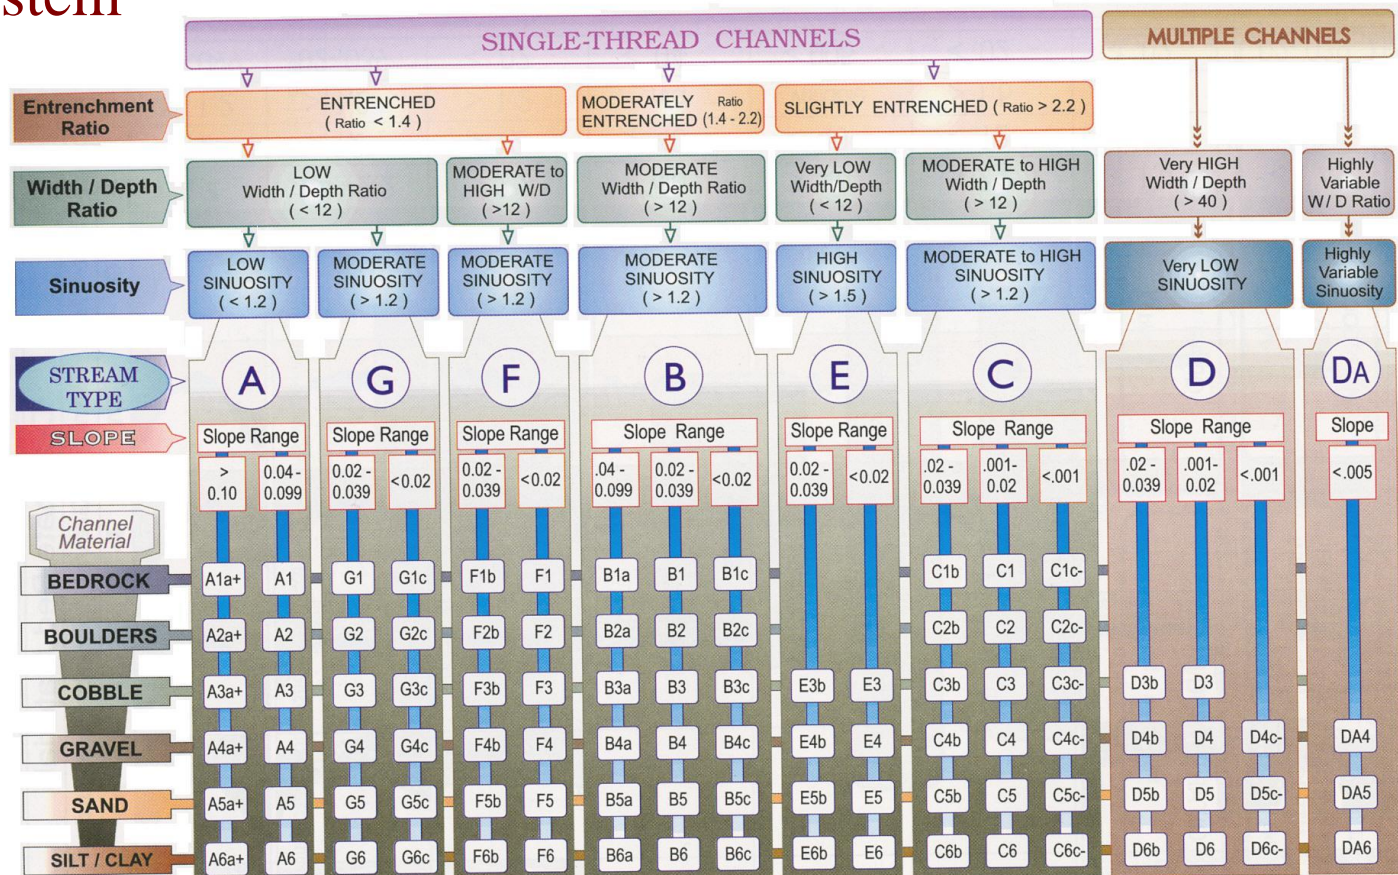 stem
SINGLE-THREAD CHANNELS
MULTIPLE CHANNELS
Entrenchment
Ratio
ENTRENCHED
( Ratio < 1.4 )
MODERATELY Ratio
ENTRENCHED (1.4 - 2.2)
SLIGHTLY ENTRENCHED ( Ratio > 2.2 )
Width / Depth
Ratio
LOW
Width / Depth Ratio
( < 12 )
MODERATE to
HIGH W/D
( >12 )
MODERATE
Width / Depth Ratio
( > 12 )
Very LOW
Width/Depth
( < 12 )
MODERATE to HIGH
Width / Depth
( > 12 )
Very HIGH
Width / Depth
( > 40 )
Highly
Variable
W / D Ratio
Sinuosity
LOW
SINUOSITY
( < 1.2 )
MODERATE
SINUOSITY
( > 1.2 )
MODERATE
SINUOSITY
( > 1.2 )
MODERATE
SINUOSITY
( > 1.2 )
HIGH
SINUOSITY
( > 1.5 )
MODERATE to HIGH
SINUOSITY
( > 1.2 )
Very LOW
SINUOSITY
Highly
Variable
Sinuosity
STREAM
TYPE
A G F B E C D DA
SLOPE
Slope Range Slope Range Slope Range Slope Range Slope Range Slope Range Slope Range Slope
>
0.10
0.04 -
0.099
0.02 -
0.039
<0.02
0.02 -
0.039
<0.02
.04 -
0.099
0.02 -
0.039
<0.02
0.02 -
0.039
<0.02
.02 -
0.039
.001-
0.02
<.001
.02 -
0.039
.001-
0.02
<.001
<.005
Channel
Material
BEDROCK A1a+ A1 G1 G1c F1b F1 B1a B1 B1c C1b C1 C1c-
BOULDERS A2a+ A2 G2 G2c F2b F2 B2a B2 B2c C2b C2 C2c-
COBBLE A3a+ A3 G3 G3c F3b F3 B3a B3 B3c E3b E3 C3b C3 C3c- D3b D3
GRAVEL A4a+ A4 G4 G4c F4b F4 B4a B4 B4c E4b E4 C4b C4 C4c- D4b D4 D4c- DA4
SAND A5a+ A5 G5 G5c F5b F5 B5a B5 B5c E5b E5 C5b C5 C5c- D5b D5 D5c- DA5
SILT / CLAY A6a+ A6 G6 G6c F6b F6 B6a B6 B6c E6b E6 C6b C6 C6c- D6b D6 D6c- DA6